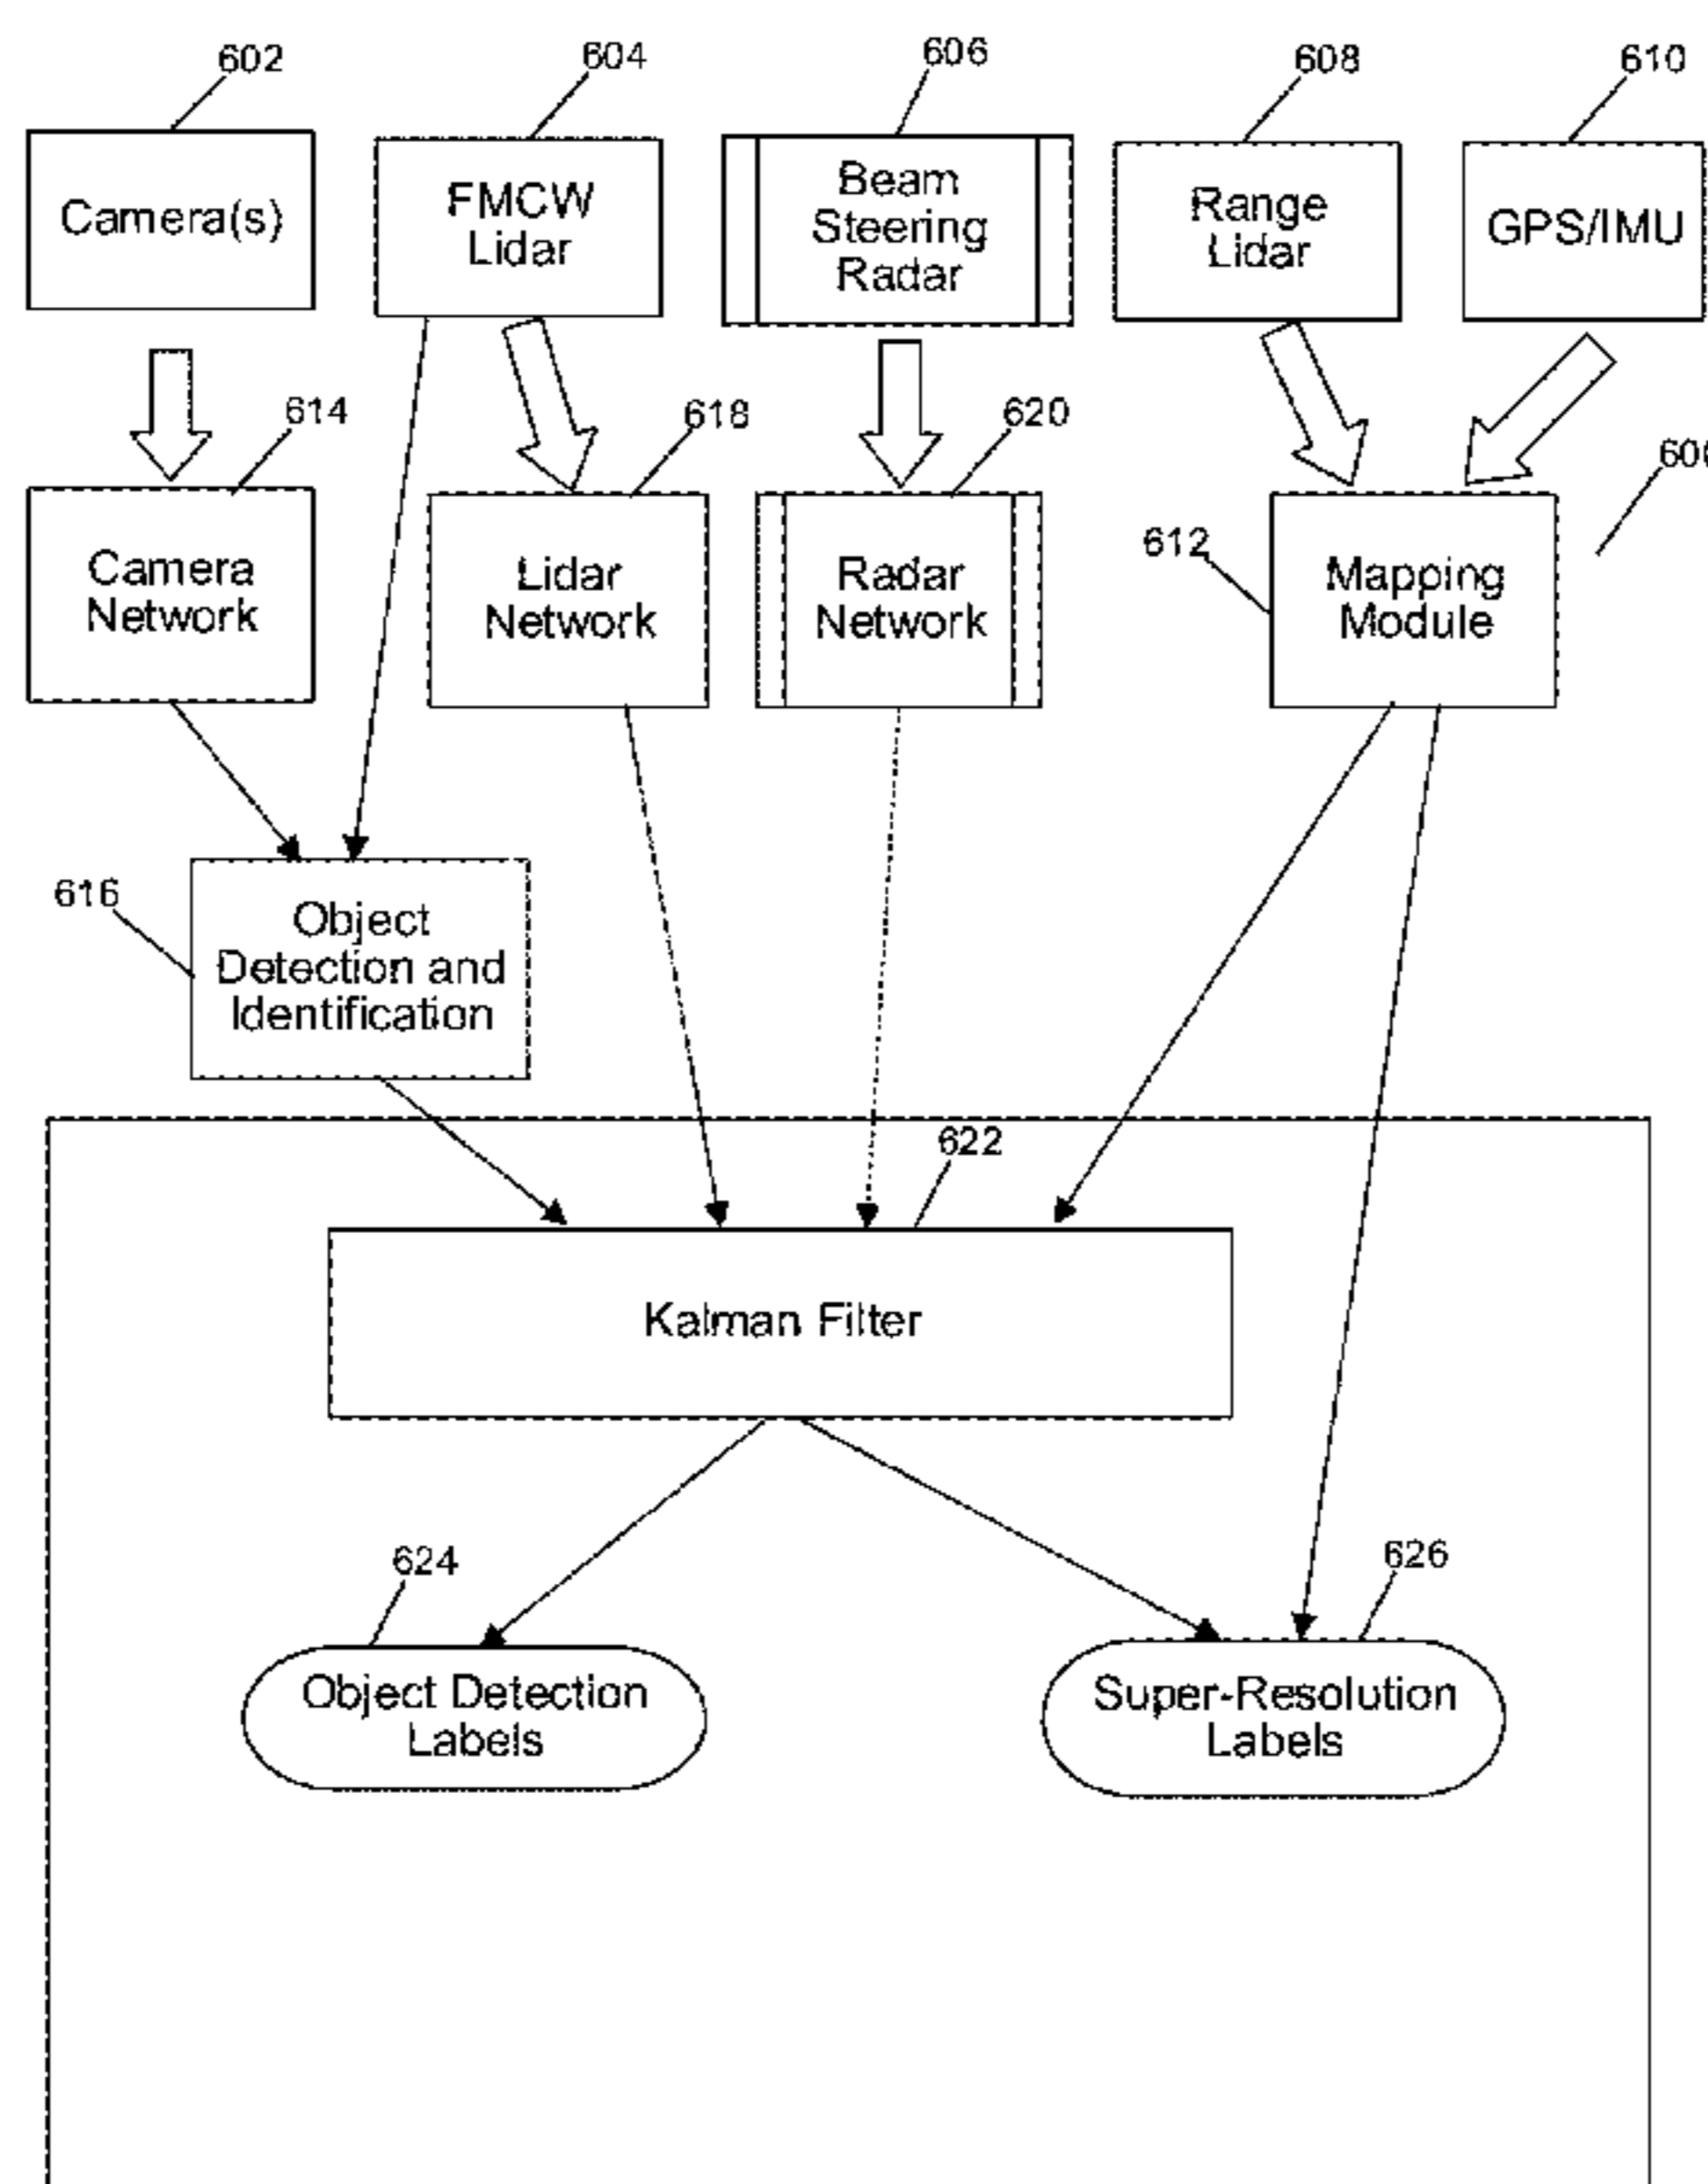 602
604
606
608
610
Camera(s)
FMCW
Lidar
Beam
Steering
Radar
Range
Lidar
GPS/IMU
614
618
620
612
Camera
Network
Lidar
Network
Radar
Network
Mapping
Module
616
Object
Detection and
Identification
622
Kalman Filter
624
626
Object Detection
Labels
Super-Resolution
Labels